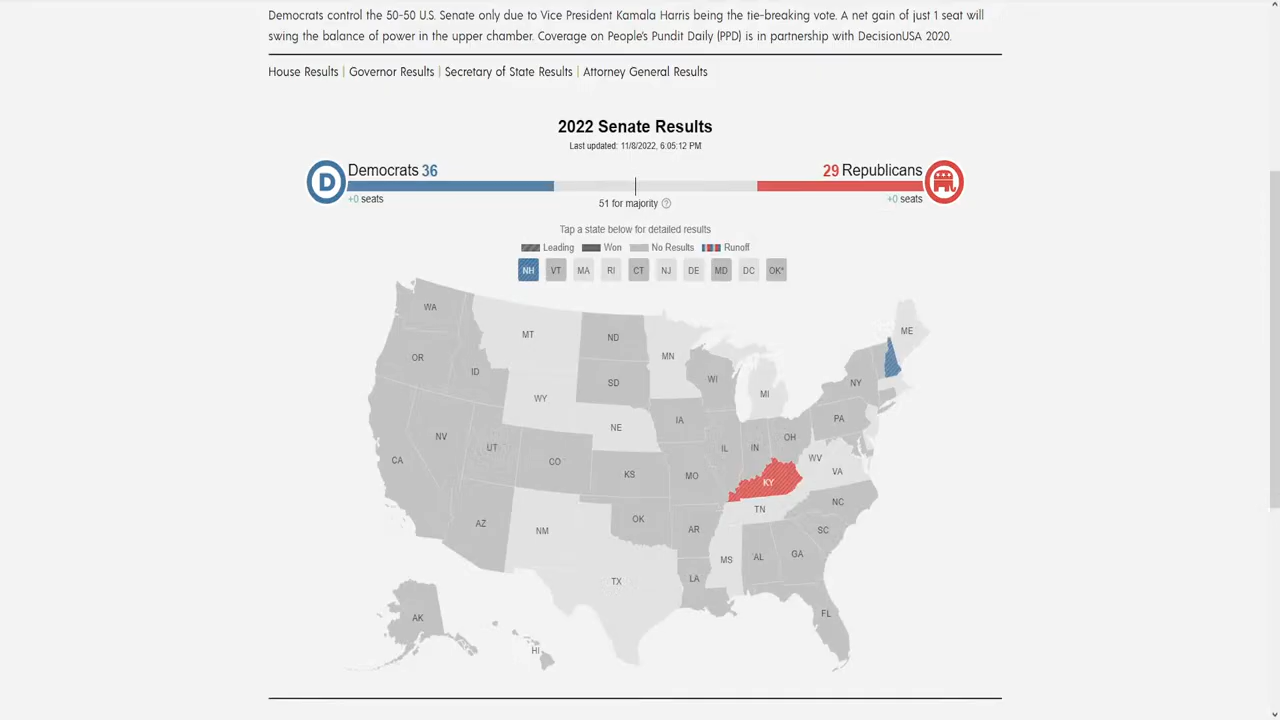 Democrats control the 50-50 U.S. Senate only due to Vice President Kamala Harris being the tie-breaking vote. A net gain of just 1 seat will
swing the balance of power in the upper chamber. Coverage on People's Pundit Daily (PPD) is in partnership with DecisionUSA 2020.
House Results | Governor Results | Secretary of State Results | Attorney General Results
2022 Senate Results
Last updated: 11/8/2022, 6:05:12 PM
D Democrats 36
29 Republicans
+0 seats
51 for majority ?
+0 seats
Tap a state below for detailed results
Leading Won No Results Runoff
NH VT MA RI CT NJ DE MD DC OK*
WA
MT
ND
ME
MN
OR
ID
SD
WI
NY
MI
WY
PA
NE
IA
NV
OH
UT
IL
IN
CO
WV
CA
VA
KS
MO
KY
NC
TN
OK
AZ
AR
SC
NM
GA
AL
MS
TX
LA
FL
AK
HI